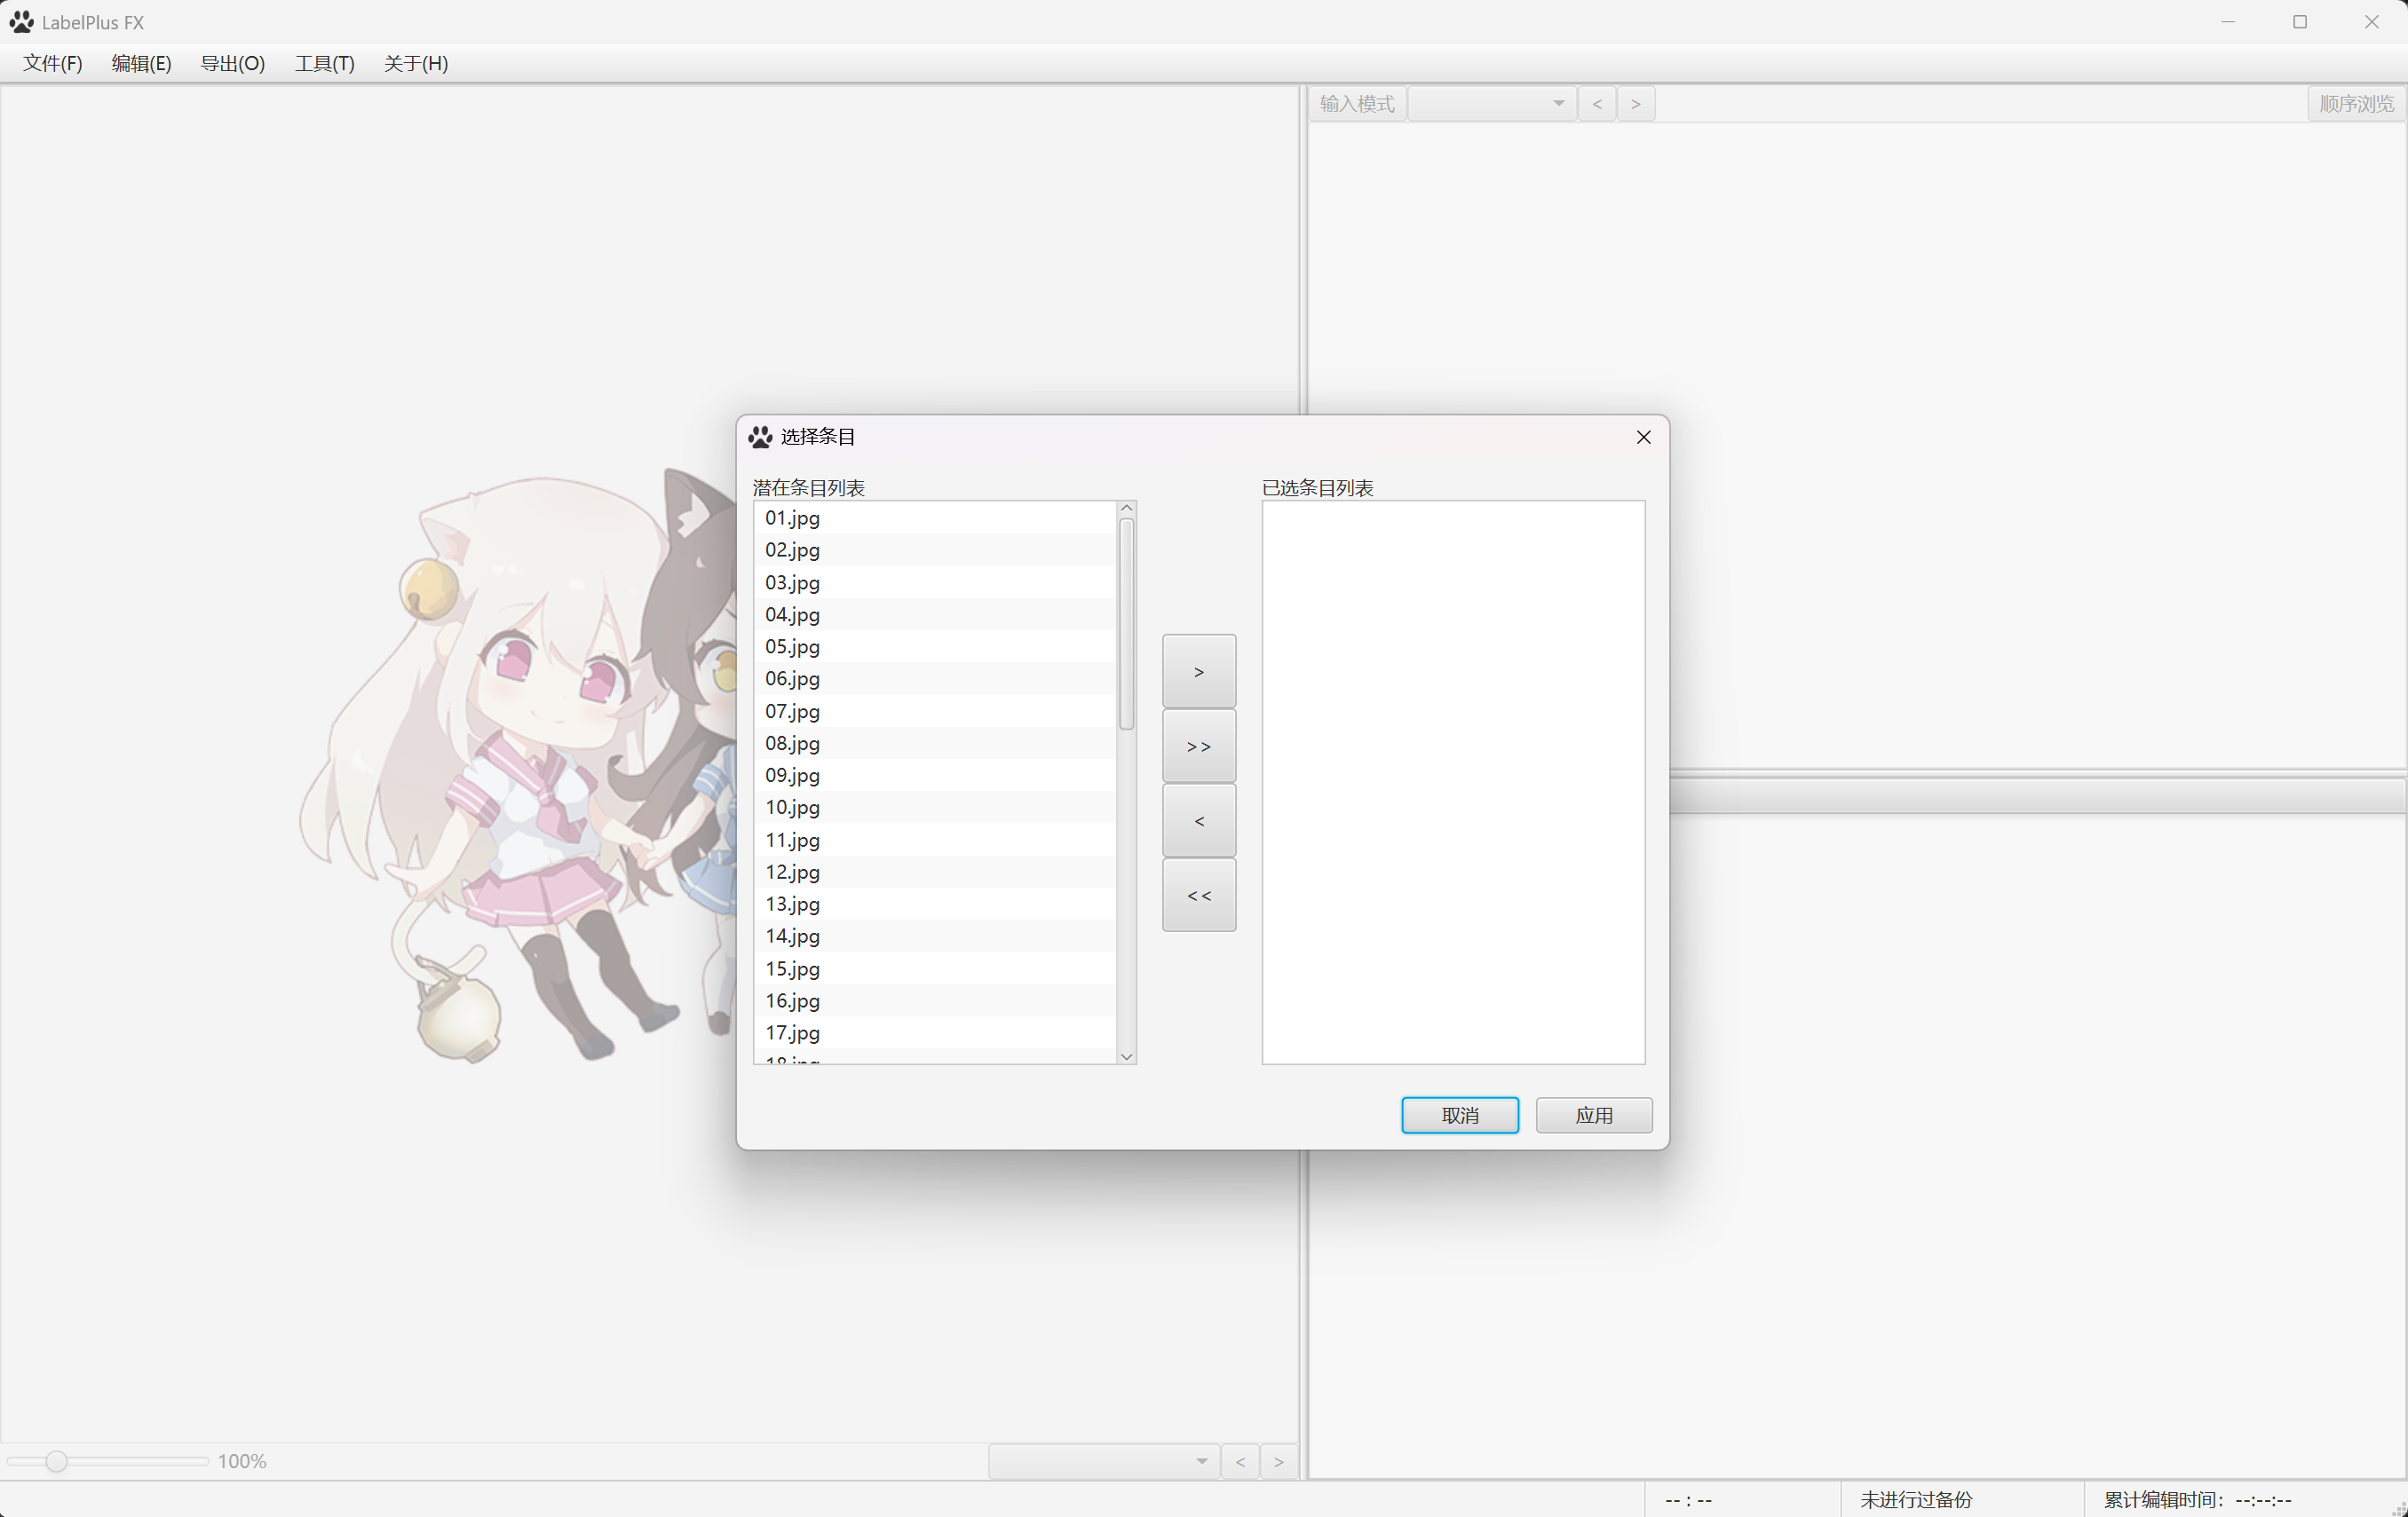 LabelPlus FX
文件(F) 编辑(E) 导出(O) 工具(T) 关于(H)
输入模式 < > 顺序浏览
选择条目
潜在条目列表
01.jpg
02.jpg
03.jpg
04.jpg
05.jpg
06.jpg
07.jpg
08.jpg
09.jpg
10.jpg
11.jpg
12.jpg
13.jpg
14.jpg
15.jpg
16.jpg
17.jpg
18.jpg
>
>>
<
<<
已选条目列表
取消 应用
100% < >
-- : -- 未进行过备份 累计编辑时间：--:--:--